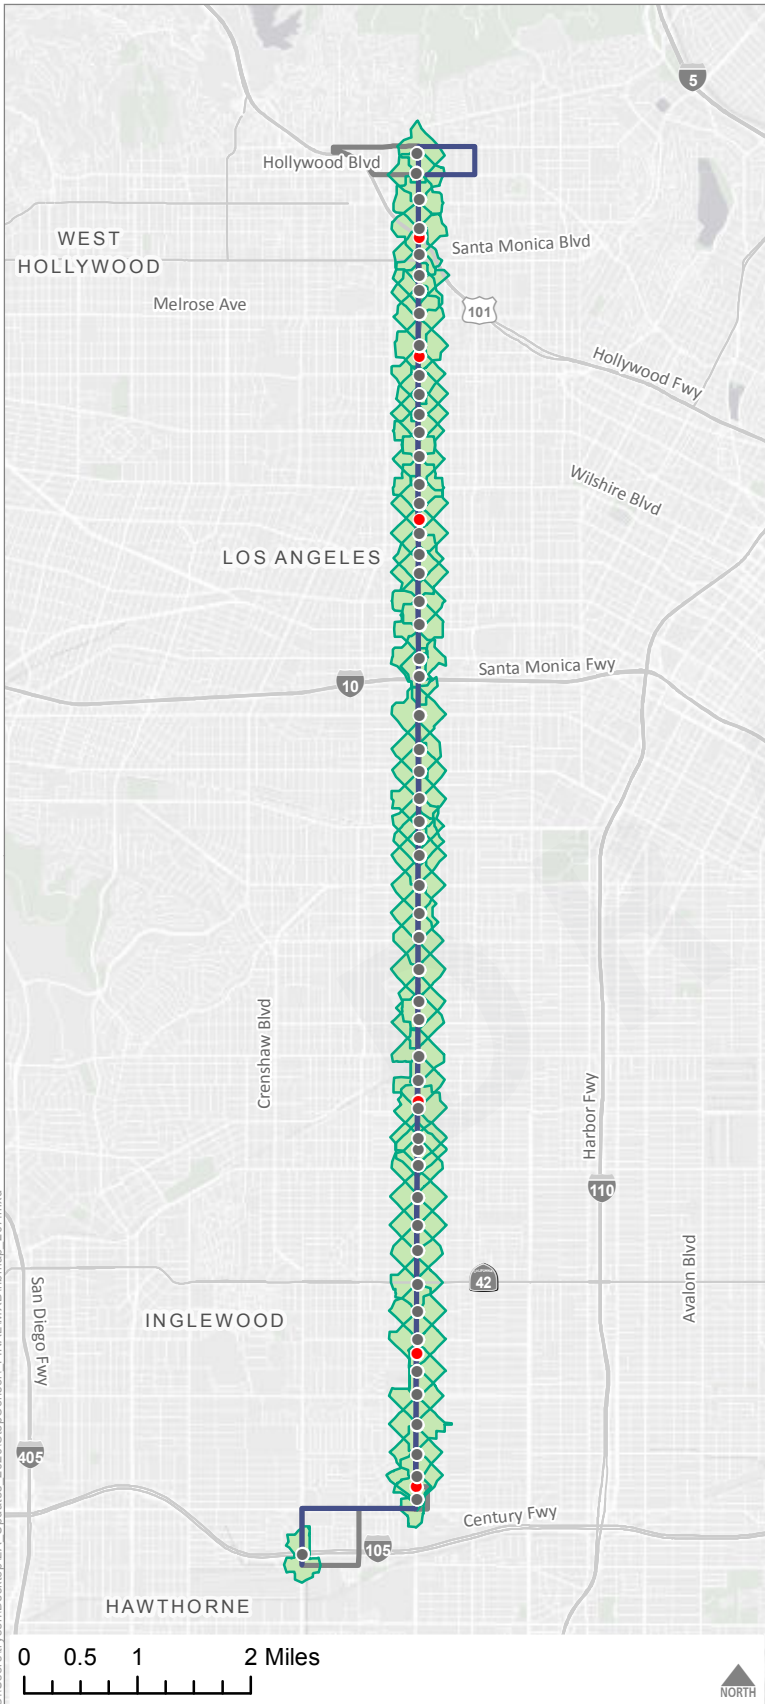 5
Hollywood Blvd
WEST
HOLLYWOOD
Santa Monica Blvd
Melrose Ave
101
Hollywood Fwy
Wilshire Blvd
LOS ANGELES
Santa Monica Fwy
10
Crenshaw Blvd
Harbor Fwy
110
Avalon Blvd
42
San Diego Fwy
INGLEWOOD
405
Century Fwy
105
HAWTHORNE
0 0.5 1 2 Miles
NORTH